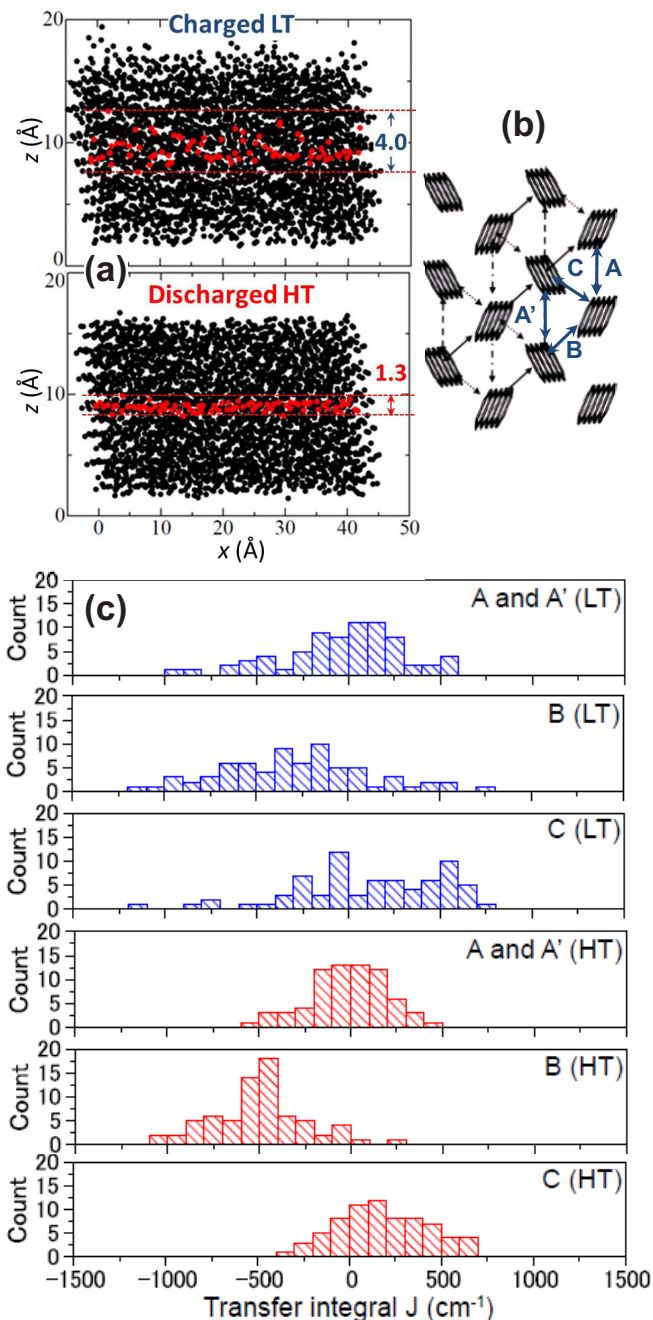 20
Charged LT
z (Å)
10
4.0
0
(a)
(b)
Discharged HT
z (Å)
10
1.3
0
0
10
20
30
40
50
x (Å)
A
C
A'
B
(c)
20
15
10
5
0
Count
A and A' (LT)
20
15
10
5
0
Count
B (LT)
20
15
10
5
0
Count
C (LT)
20
15
10
5
0
Count
A and A' (HT)
20
15
10
5
0
Count
B (HT)
20
15
10
5
0
Count
C (HT)
-1500
-1000
-500
0
500
1000
1500
Transfer integral J (cm⁻¹)